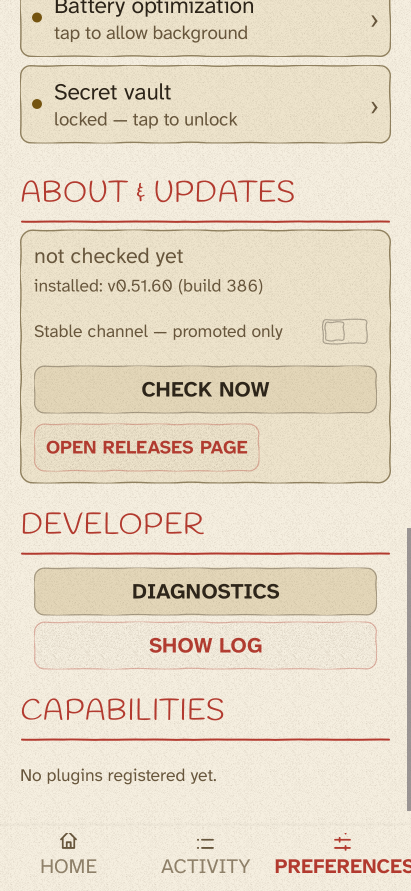 Battery optimization
tap to allow background
Secret vault
locked — tap to unlock
ABOUT & UPDATES
not checked yet
installed: v0.51.60 (build 386)
Stable channel — promoted only
CHECK NOW
OPEN RELEASES PAGE
DEVELOPER
DIAGNOSTICS
SHOW LOG
CAPABILITIES
No plugins registered yet.
HOME
ACTIVITY
PREFERENCES